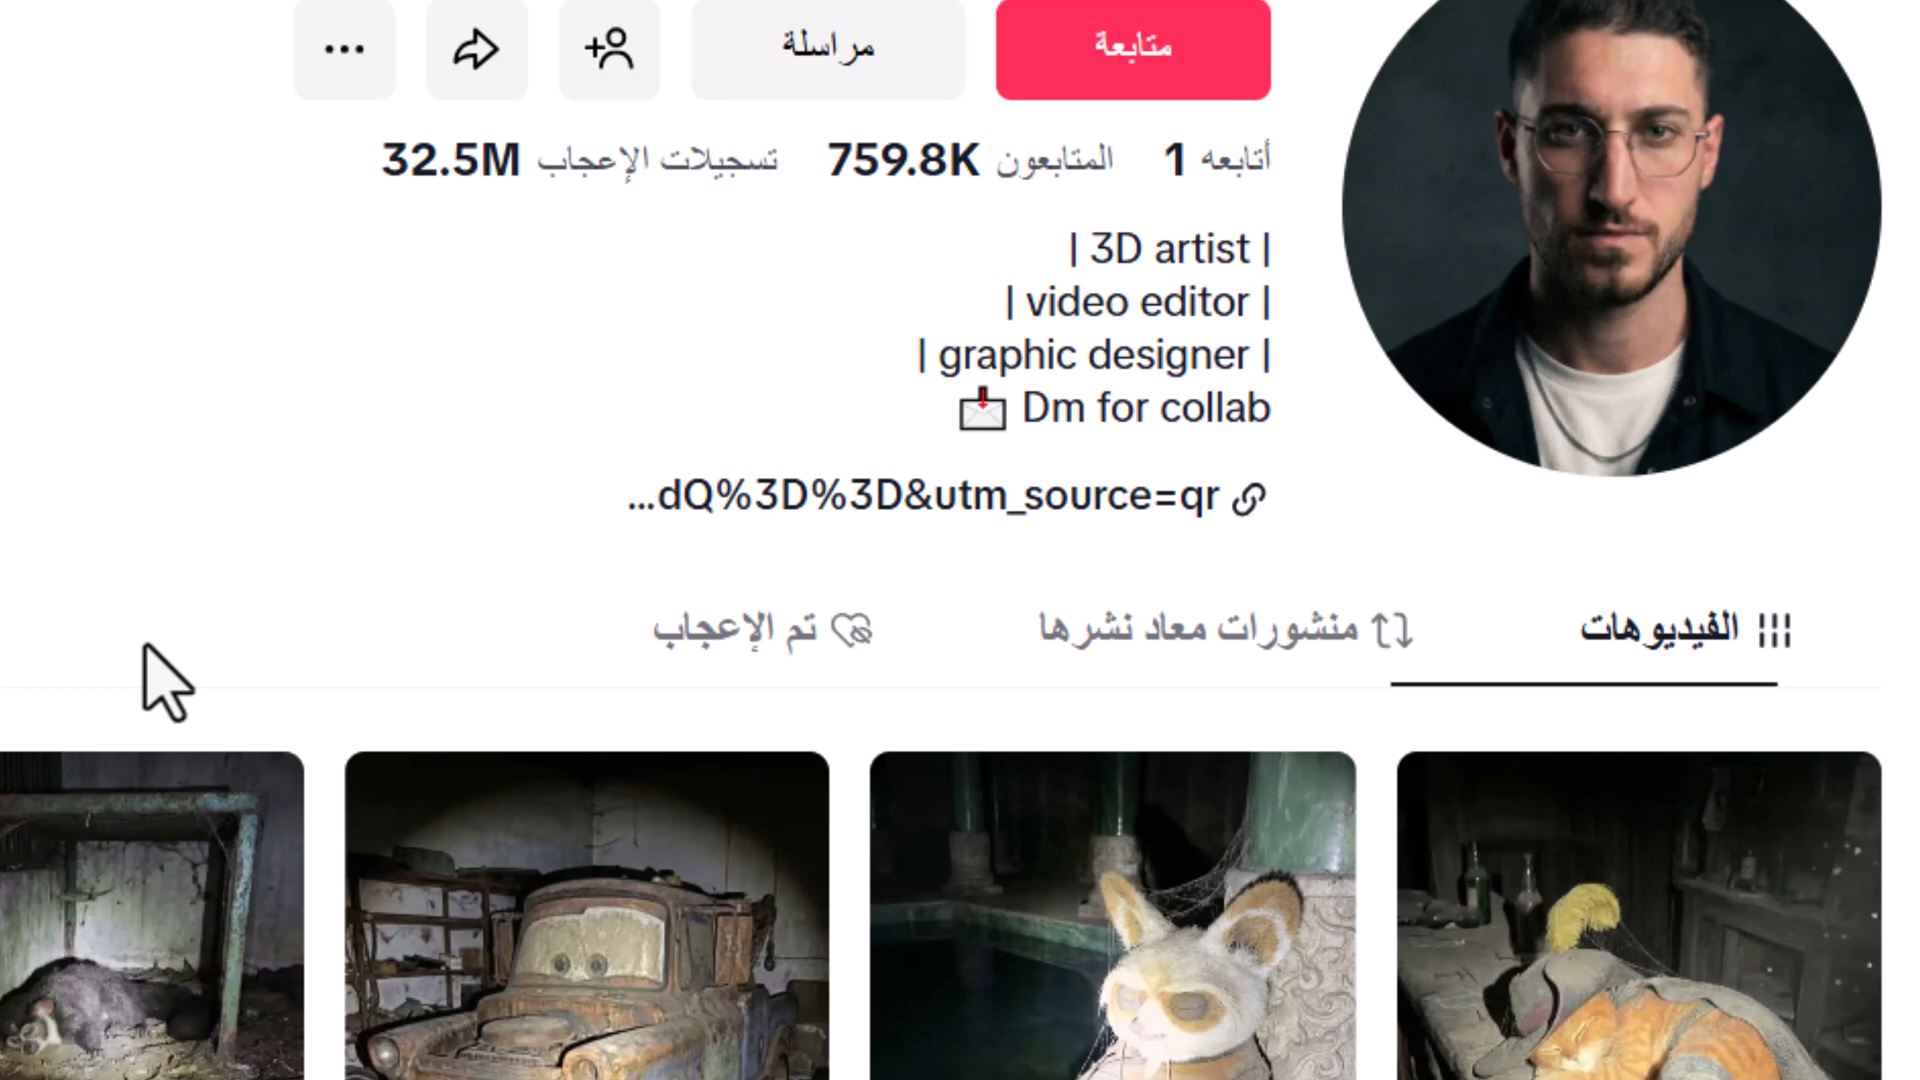 متابعة مراسلة
أتابعه 1 المتابعون 759.8K تسجيلات الإعجاب 32.5M
| 3D artist |
| video editor |
| graphic designer |
Dm for collab 📩
...dQ%3D%3D&utm_source=qr
الفيديوهات منشورات معاد نشرها تم الإعجاب